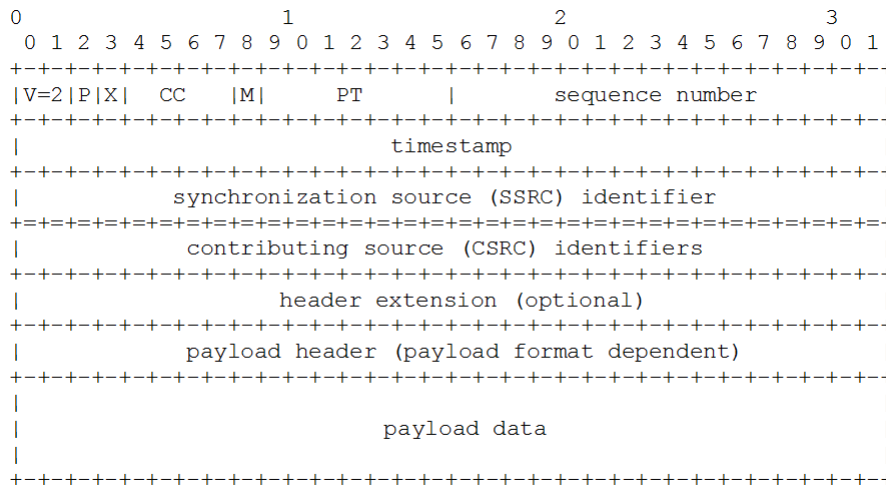 0                   1                   2                   3
 0 1 2 3 4 5 6 7 8 9 0 1 2 3 4 5 6 7 8 9 0 1 2 3 4 5 6 7 8 9 0 1
+-+-+-+-+-+-+-+-+-+-+-+-+-+-+-+-+-+-+-+-+-+-+-+-+-+-+-+-+-+-+-+-
|V=2|P|X|  CC   |M|     PT      |       sequence number
+-+-+-+-+-+-+-+-+-+-+-+-+-+-+-+-+-+-+-+-+-+-+-+-+-+-+-+-+-+-+-+-
|                           timestamp
+-+-+-+-+-+-+-+-+-+-+-+-+-+-+-+-+-+-+-+-+-+-+-+-+-+-+-+-+-+-+-+-
|           synchronization source (SSRC) identifier
+=+=+=+=+=+=+=+=+=+=+=+=+=+=+=+=+=+=+=+=+=+=+=+=+=+=+=+=+=+=+=+=
|            contributing source (CSRC) identifiers
+-+-+-+-+-+-+-+-+-+-+-+-+-+-+-+-+-+-+-+-+-+-+-+-+-+-+-+-+-+-+-+-
|                   header extension (optional)
+-+-+-+-+-+-+-+-+-+-+-+-+-+-+-+-+-+-+-+-+-+-+-+-+-+-+-+-+-+-+-+-
|            payload header (payload format dependent)
+-+-+-+-+-+-+-+-+-+-+-+-+-+-+-+-+-+-+-+-+-+-+-+-+-+-+-+-+-+-+-+-
|
|                          payload data
|
+-+-+-+-+-+-+-+-+-+-+-+-+-+-+-+-+-+-+-+-+-+-+-+-+-+-+-+-+-+-+-+-